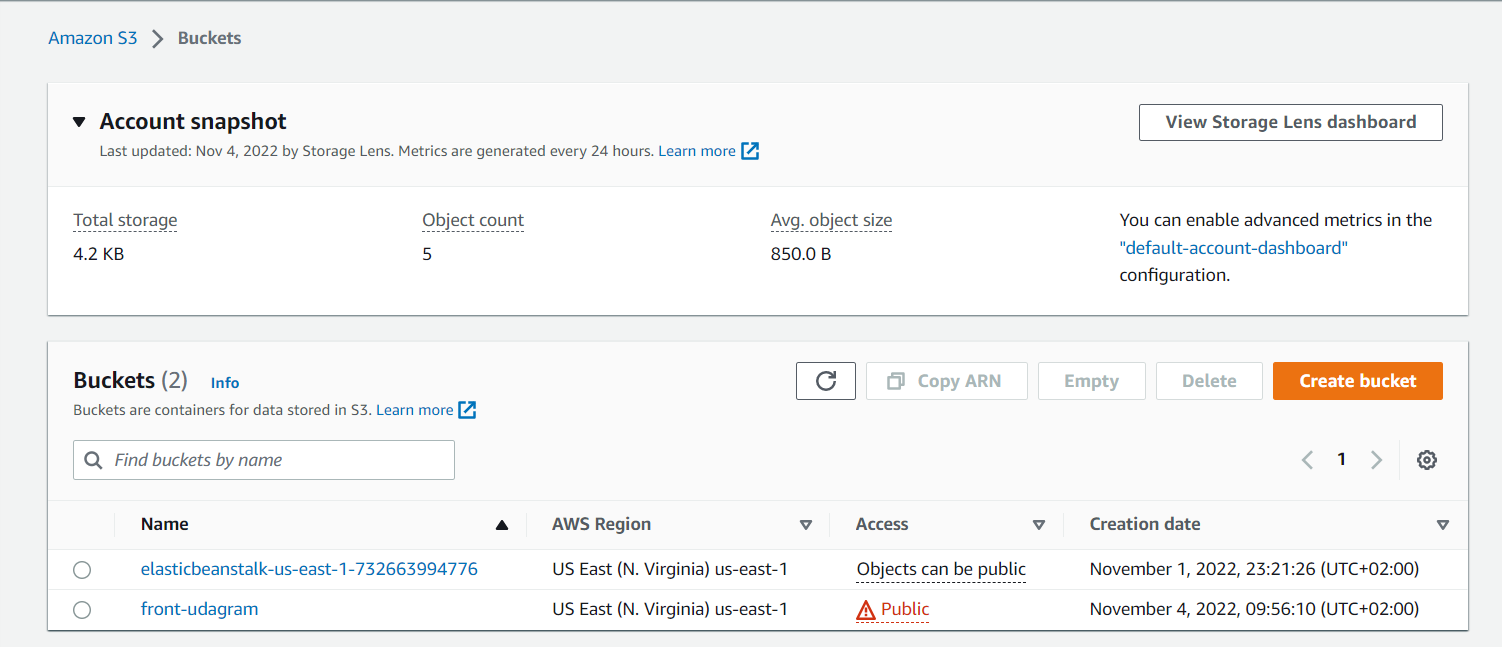 Amazon S3 > Buckets
Account snapshot
View Storage Lens dashboard
Last updated: Nov 4, 2022 by Storage Lens. Metrics are generated every 24 hours. Learn more
Total storage
4.2 KB
Object count
5
Avg. object size
850.0 B
You can enable advanced metrics in the
"default-account-dashboard"
configuration.
Buckets (2) Info
Copy ARN
Empty
Delete
Create bucket
Buckets are containers for data stored in S3. Learn more
Find buckets by name
1
Name AWS Region Access Creation date
elasticbeanstalk-us-east-1-732663994776 US East (N. Virginia) us-east-1 Objects can be public November 1, 2022, 23:21:26 (UTC+02:00)
front-udagram US East (N. Virginia) us-east-1 Public November 4, 2022, 09:56:10 (UTC+02:00)